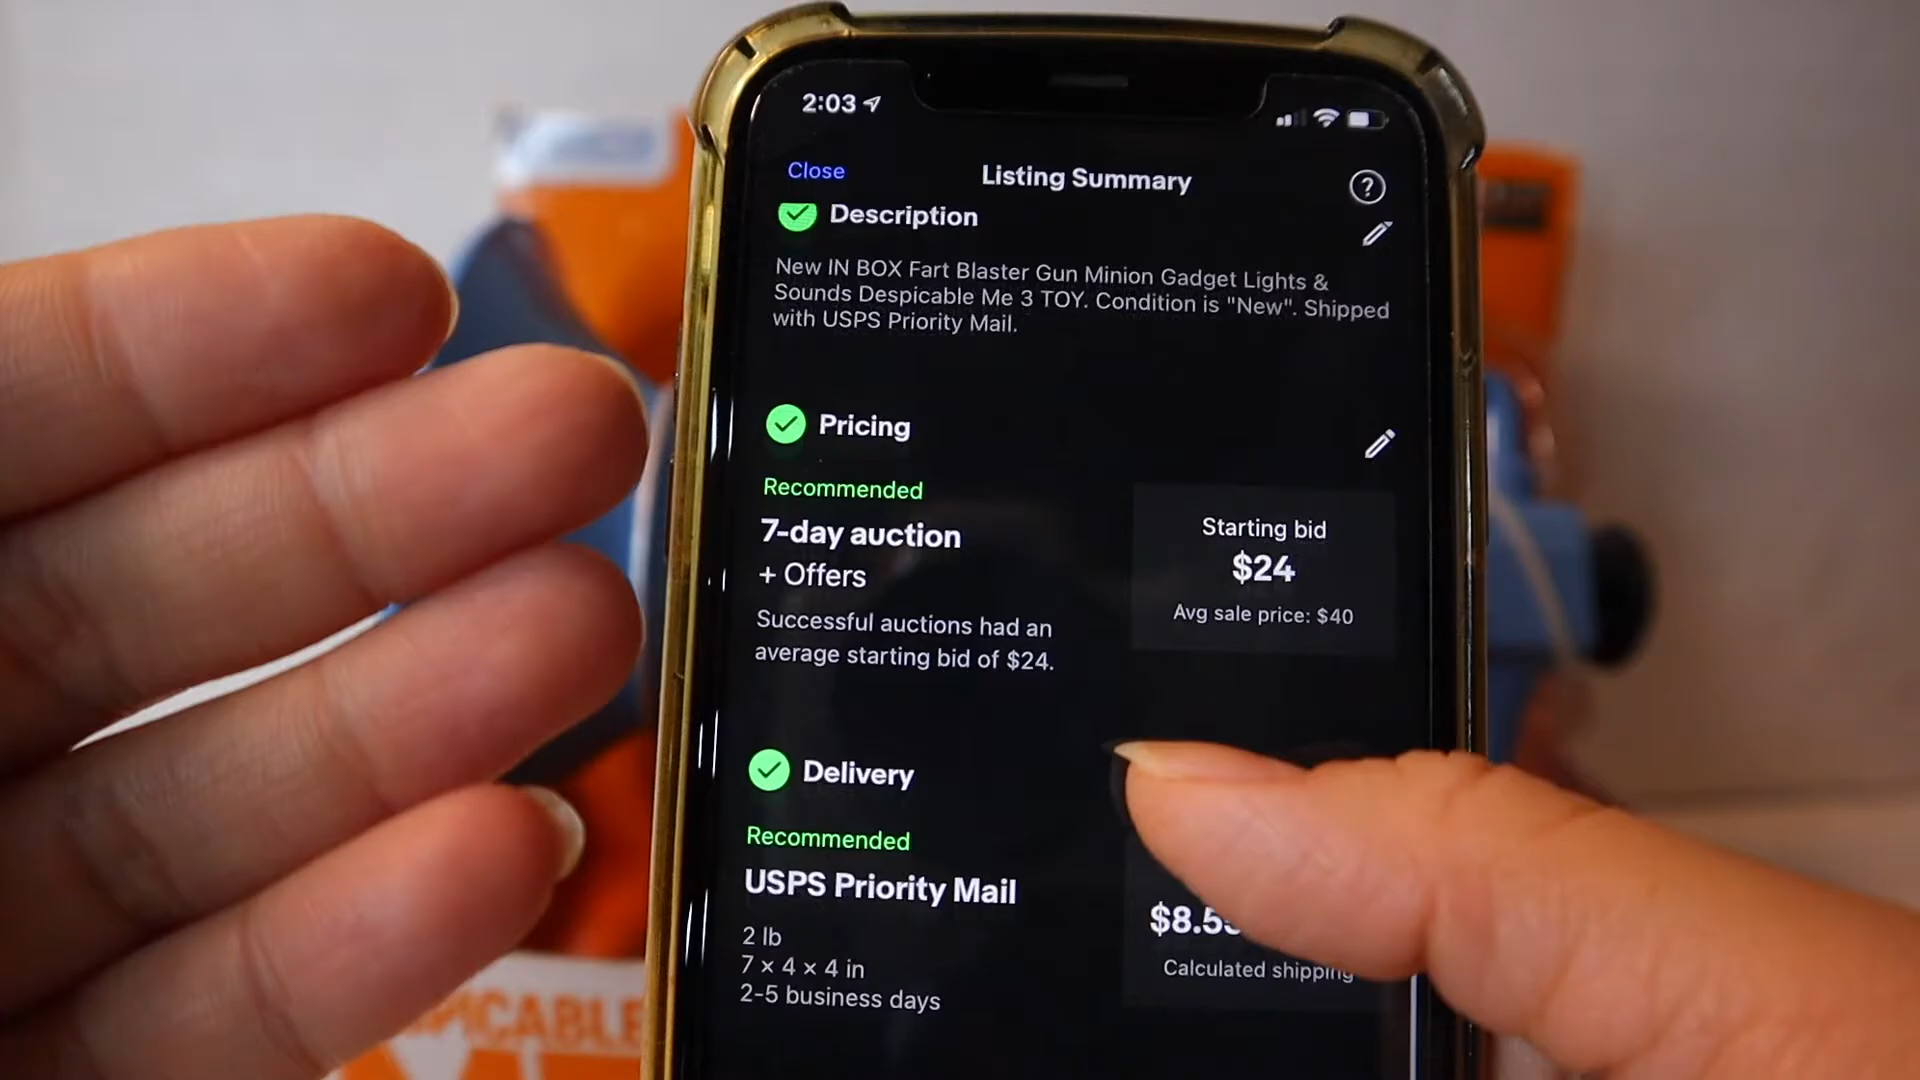 2:03
Close
Listing Summary
?
Description
New IN BOX Fart Blaster Gun Minion Gadget Lights &
Sounds Despicable Me 3 TOY. Condition is "New". Shipped
with USPS Priority Mail.
Pricing
Recommended
7-day auction
+ Offers
Successful auctions had an
average starting bid of $24.
Starting bid
$24
Avg sale price: $40
Delivery
Recommended
USPS Priority Mail
2 lb
7 x 4 x 4 in
2-5 business days
Calculated shipping